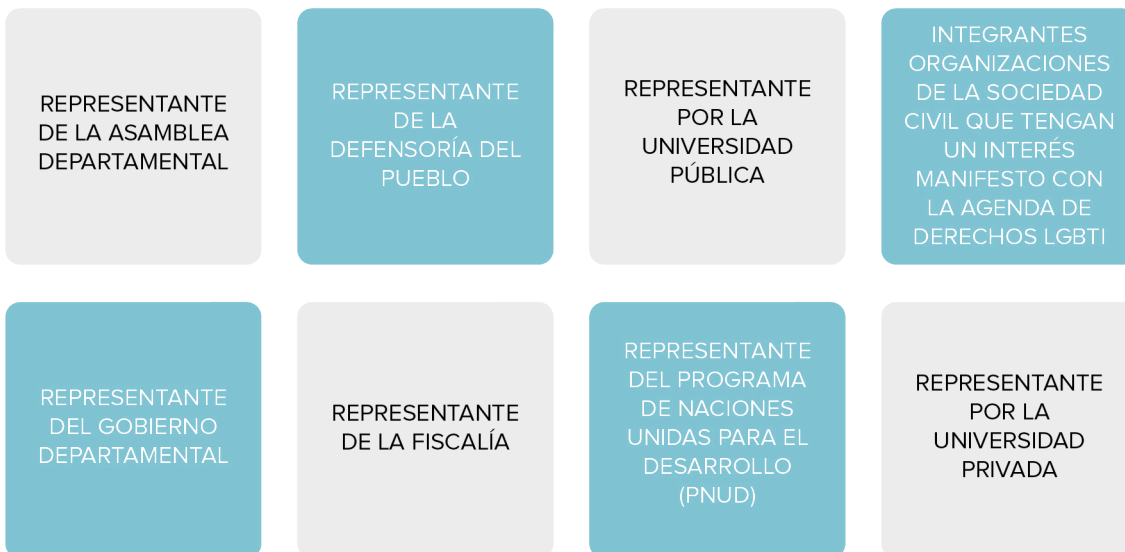 REPRESENTANTE
DE LA ASAMBLEA
DEPARTAMENTAL
REPRESENTANTE
DE LA
DEFENSORÍA DEL
PUEBLO
REPRESENTANTE
POR LA
UNIVERSIDAD
PÚBLICA
INTEGRANTES
ORGANIZACIONES
DE LA SOCIEDAD
CIVIL QUE TENGAN
UN INTERÉS
MANIFESTO CON
LA AGENDA DE
DERECHOS LGBTI
REPRESENTANTE
DEL GOBIERNO
DEPARTAMENTAL
REPRESENTANTE
DE LA FISCALÍA
REPRESENTANTE
DEL PROGRAMA
DE NACIONES
UNIDAS PARA EL
DESARROLLO
(PNUD)
REPRESENTANTE
POR LA
UNIVERSIDAD
PRIVADA